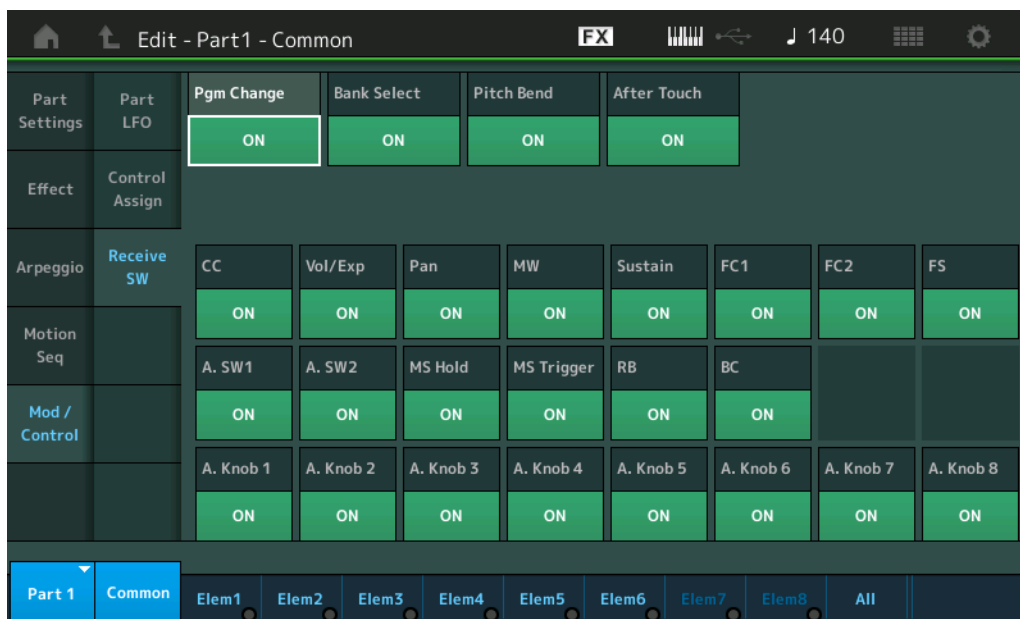 Edit - Part1 - Common FX 140
Part Settings
Effect
Arpeggio
Motion Seq
Mod / Control
Part LFO
Control Assign
Receive SW
Pgm Change Bank Select Pitch Bend After Touch
ON ON ON ON
CC Vol/Exp Pan MW Sustain FC1 FC2 FS
ON ON ON ON ON ON ON ON
A. SW1 A. SW2 MS Hold MS Trigger RB BC
ON ON ON ON ON ON
A. Knob 1 A. Knob 2 A. Knob 3 A. Knob 4 A. Knob 5 A. Knob 6 A. Knob 7 A. Knob 8
ON ON ON ON ON ON ON ON
Part 1 Common Elem1 Elem2 Elem3 Elem4 Elem5 Elem6 Elem7 Elem8 All